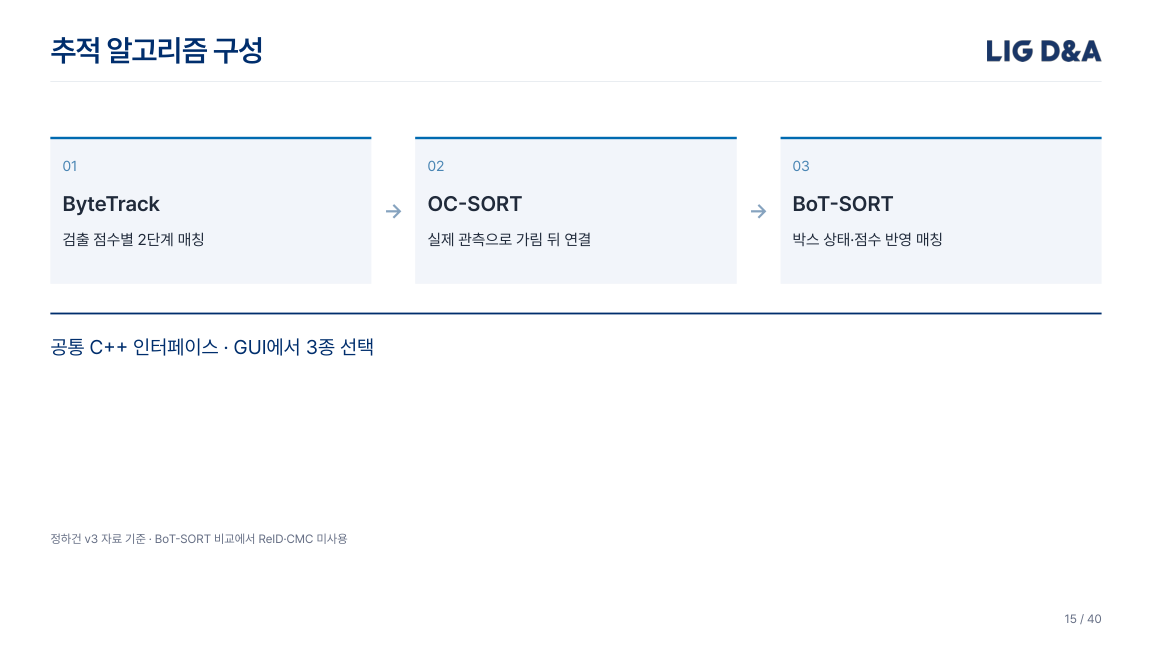 추적 알고리즘 구성
LIG D&A
01
ByteTrack
검출 점수별 2단계 매칭
→
02
OC-SORT
실제 관측으로 가림 뒤 연결
→
03
BoT-SORT
박스 상태·점수 반영 매칭
공통 C++ 인터페이스 · GUI에서 3종 선택
정하건 v3 자료 기준 · BoT-SORT 비교에서 ReID·CMC 미사용
15 / 40